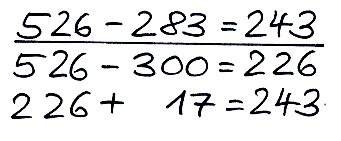 526 - 283 = 243
526 - 300 = 226
226 + 17 = 243